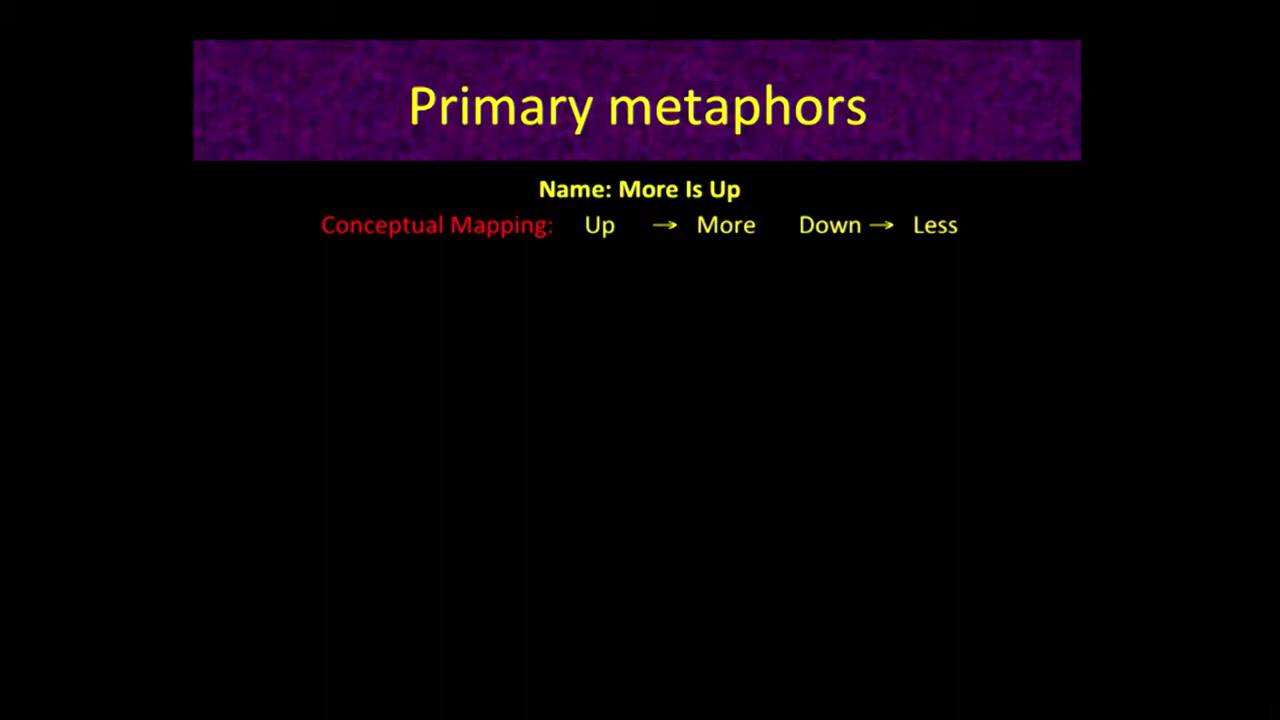 Primary metaphors
Name: More Is Up
Conceptual Mapping: Up → More Down → Less